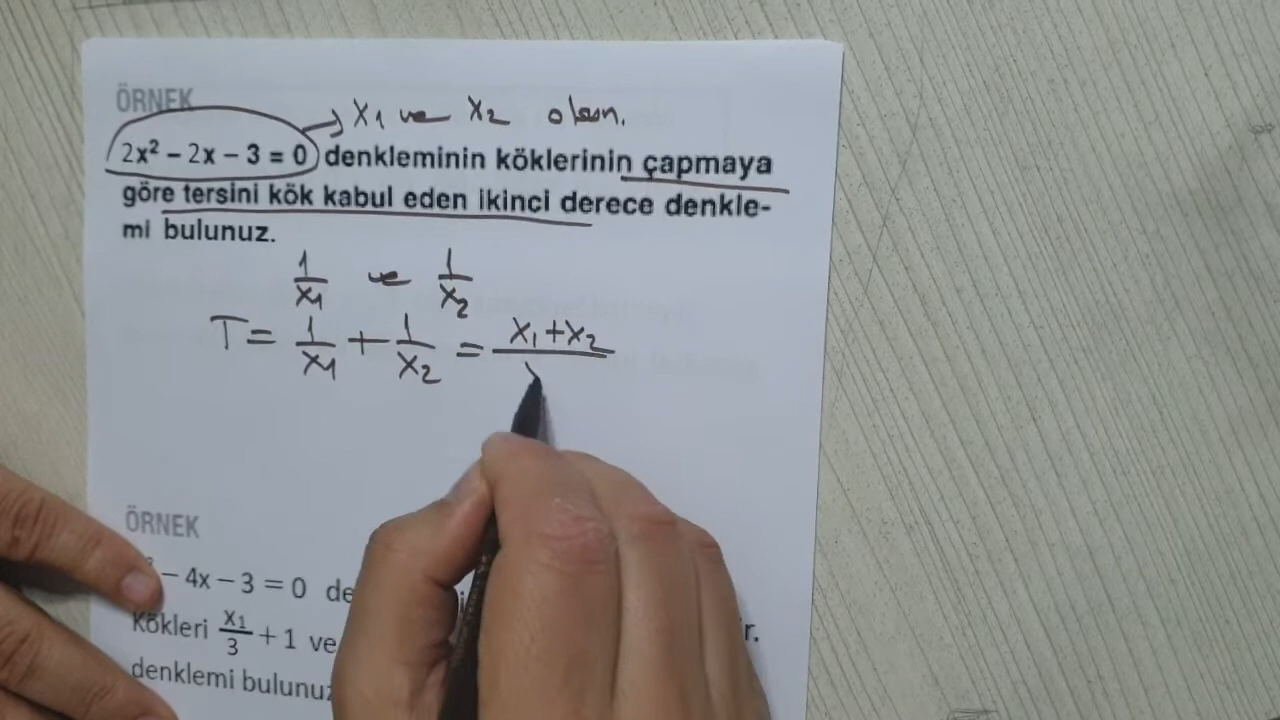 ÖRNEK
x₁ ve x₂ olsun.
2x² – 2x – 3 = 0 denkleminin köklerinin çapmaya
göre tersini kök kabul eden ikinci derece denkle-
mi bulunuz.
1/x₁ ve 1/x₂
T = 1/x₁ + 1/x₂ = x₁+x₂
ÖRNEK
– 4x – 3 = 0 de
Kökleri x₁/3 + 1 ve
denklemi bulunuz